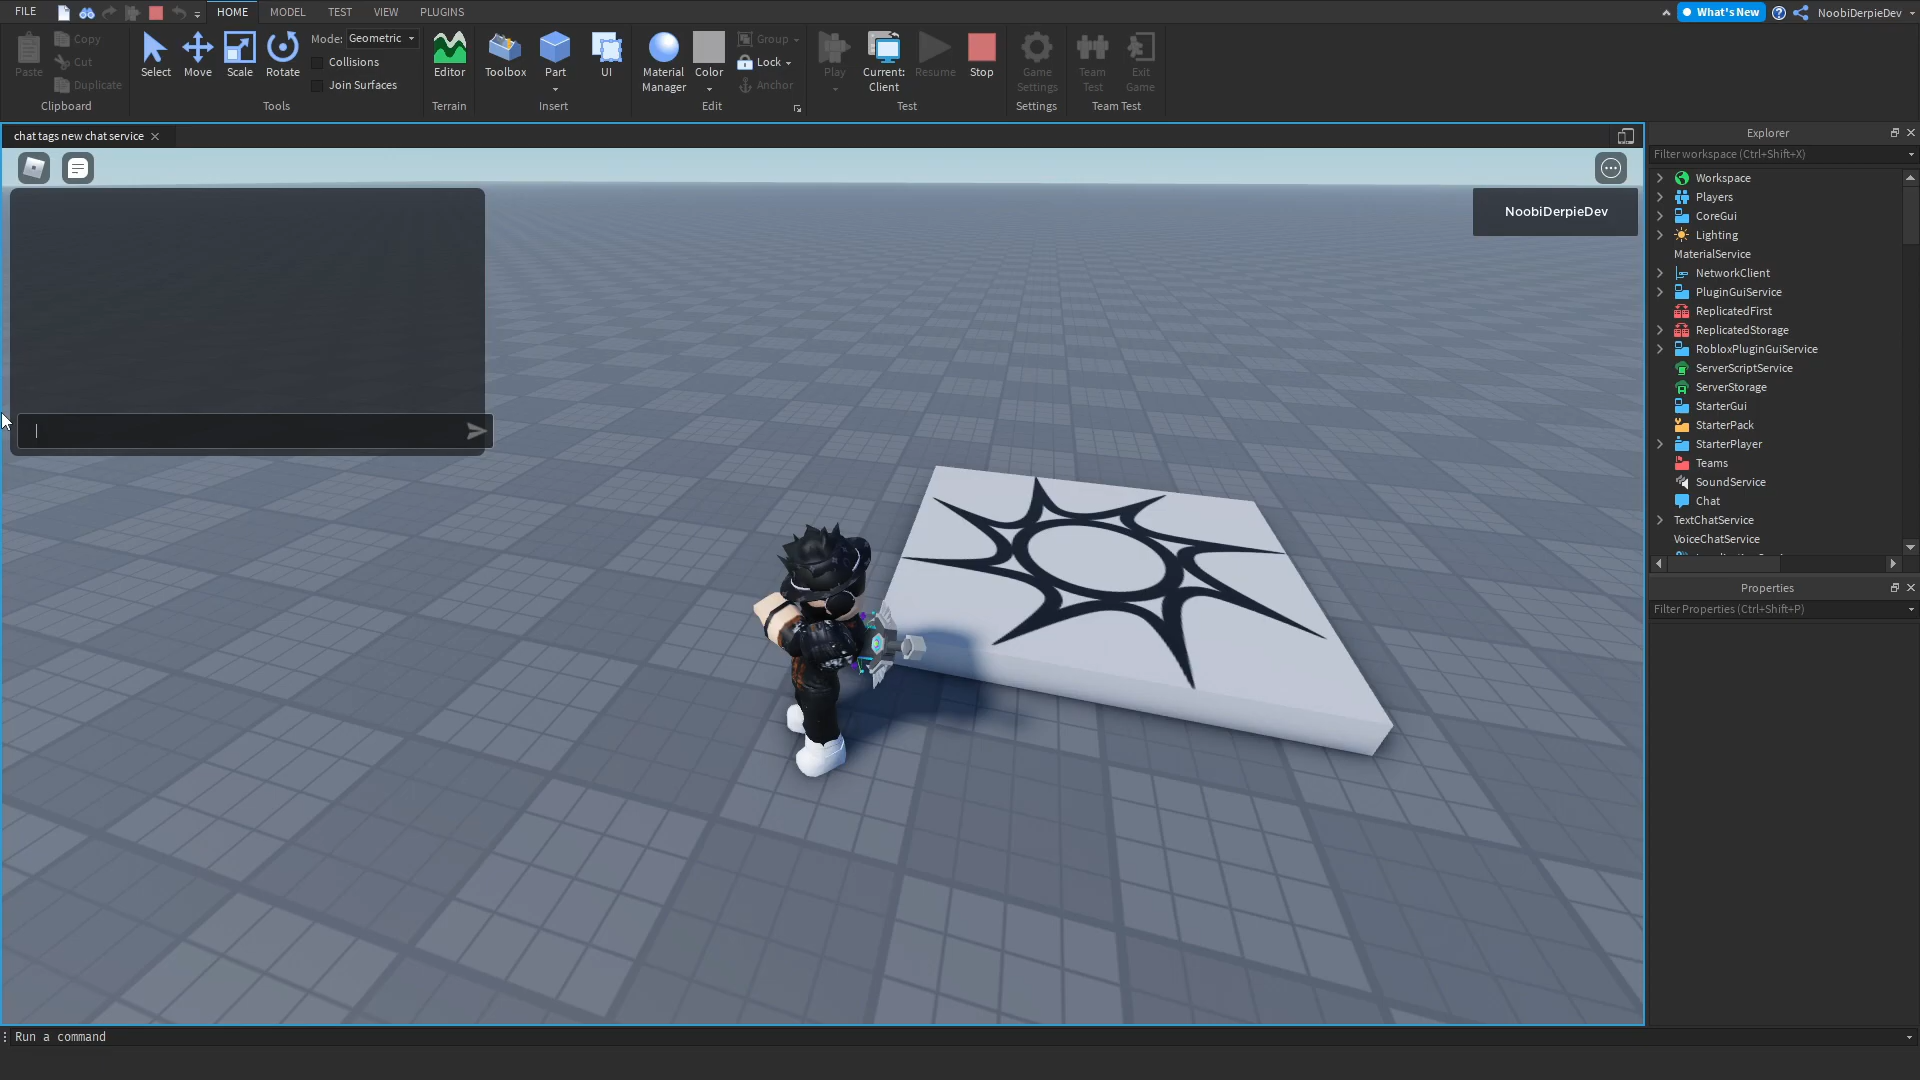 FILE
HOME
MODEL
TEST
VIEW
PLUGINS
What's New
NoobiDerpieDev
Paste
Copy
Cut
Duplicate
Clipboard
Select
Move
Scale
Rotate
Mode:
Geometric
Collisions
Join Surfaces
Tools
Editor
Terrain
Toolbox
Part
UI
Insert
Material
Manager
Color
Group
Lock
Anchor
Edit
Play
Current:
Client
Resume
Stop
Test
Game
Settings
Settings
Team
Test
Exit
Game
Team Test
chat tags new chat service
NoobiDerpieDev
Explorer
Filter workspace (Ctrl+Shift+X)
Workspace
Players
CoreGui
Lighting
MaterialService
NetworkClient
PluginGuiService
ReplicatedFirst
ReplicatedStorage
RobloxPluginGuiService
ServerScriptService
ServerStorage
StarterGui
StarterPack
StarterPlayer
Teams
SoundService
Chat
TextChatService
VoiceChatService
Properties
Filter Properties (Ctrl+Shift+P)
Run a command